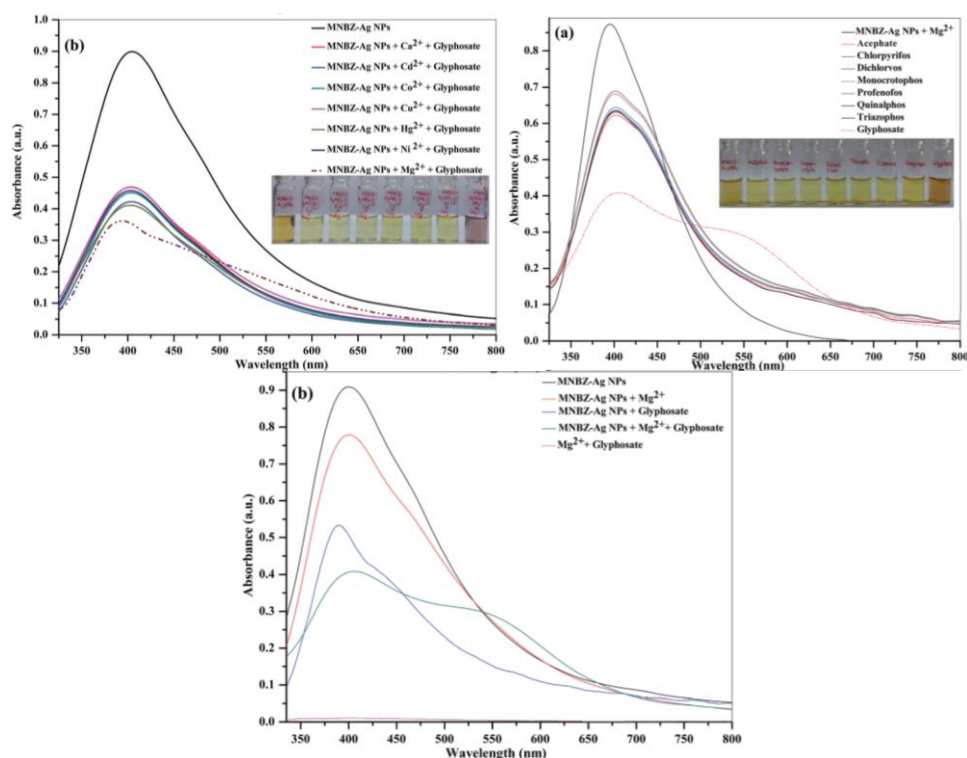 (b)
MNBZ-Ag NPs
MNBZ-Ag NPs + Ca2+ + Glyphosate
MNBZ-Ag NPs + Cd2+ + Glyphosate
MNBZ-Ag NPs + Co2+ + Glyphosate
MNBZ-Ag NPs + Cu2+ + Glyphosate
MNBZ-Ag NPs + Hg2+ + Glyphosate
MNBZ-Ag NPs + Ni 2+ + Glyphosate
MNBZ-Ag NPs + Mg2+ + Glyphosate
Absorbance (a.u.)
1.0
0.9
0.8
0.7
0.6
0.5
0.4
0.3
0.2
0.1
0.0
350 400 450 500 550 600 650 700 750 800
Wavelength (nm)
(a)
MNBZ-Ag NPs + Mg2+
Acephate
Chlorpyrifos
Dichlorvos
Monocrotophos
Profenofos
Quinalphos
Triazophos
Glyphosate
Absorbance (a.u.)
0.9
0.8
0.7
0.6
0.5
0.4
0.3
0.2
0.1
0.0
350 400 450 500 550 600 650 700 750 800
Wavelength (nm)
(b)
MNBZ-Ag NPs
MNBZ-Ag NPs + Mg2+
MNBZ-Ag NPs + Glyphosate
MNBZ-Ag NPs + Mg2+ + Glyphosate
Mg2+ + Glyphosate
Absorbance (a.u.)
0.9
0.8
0.7
0.6
0.5
0.4
0.3
0.2
0.1
0.0
350 400 450 500 550 600 650 700 750 800
Wavelength (nm)